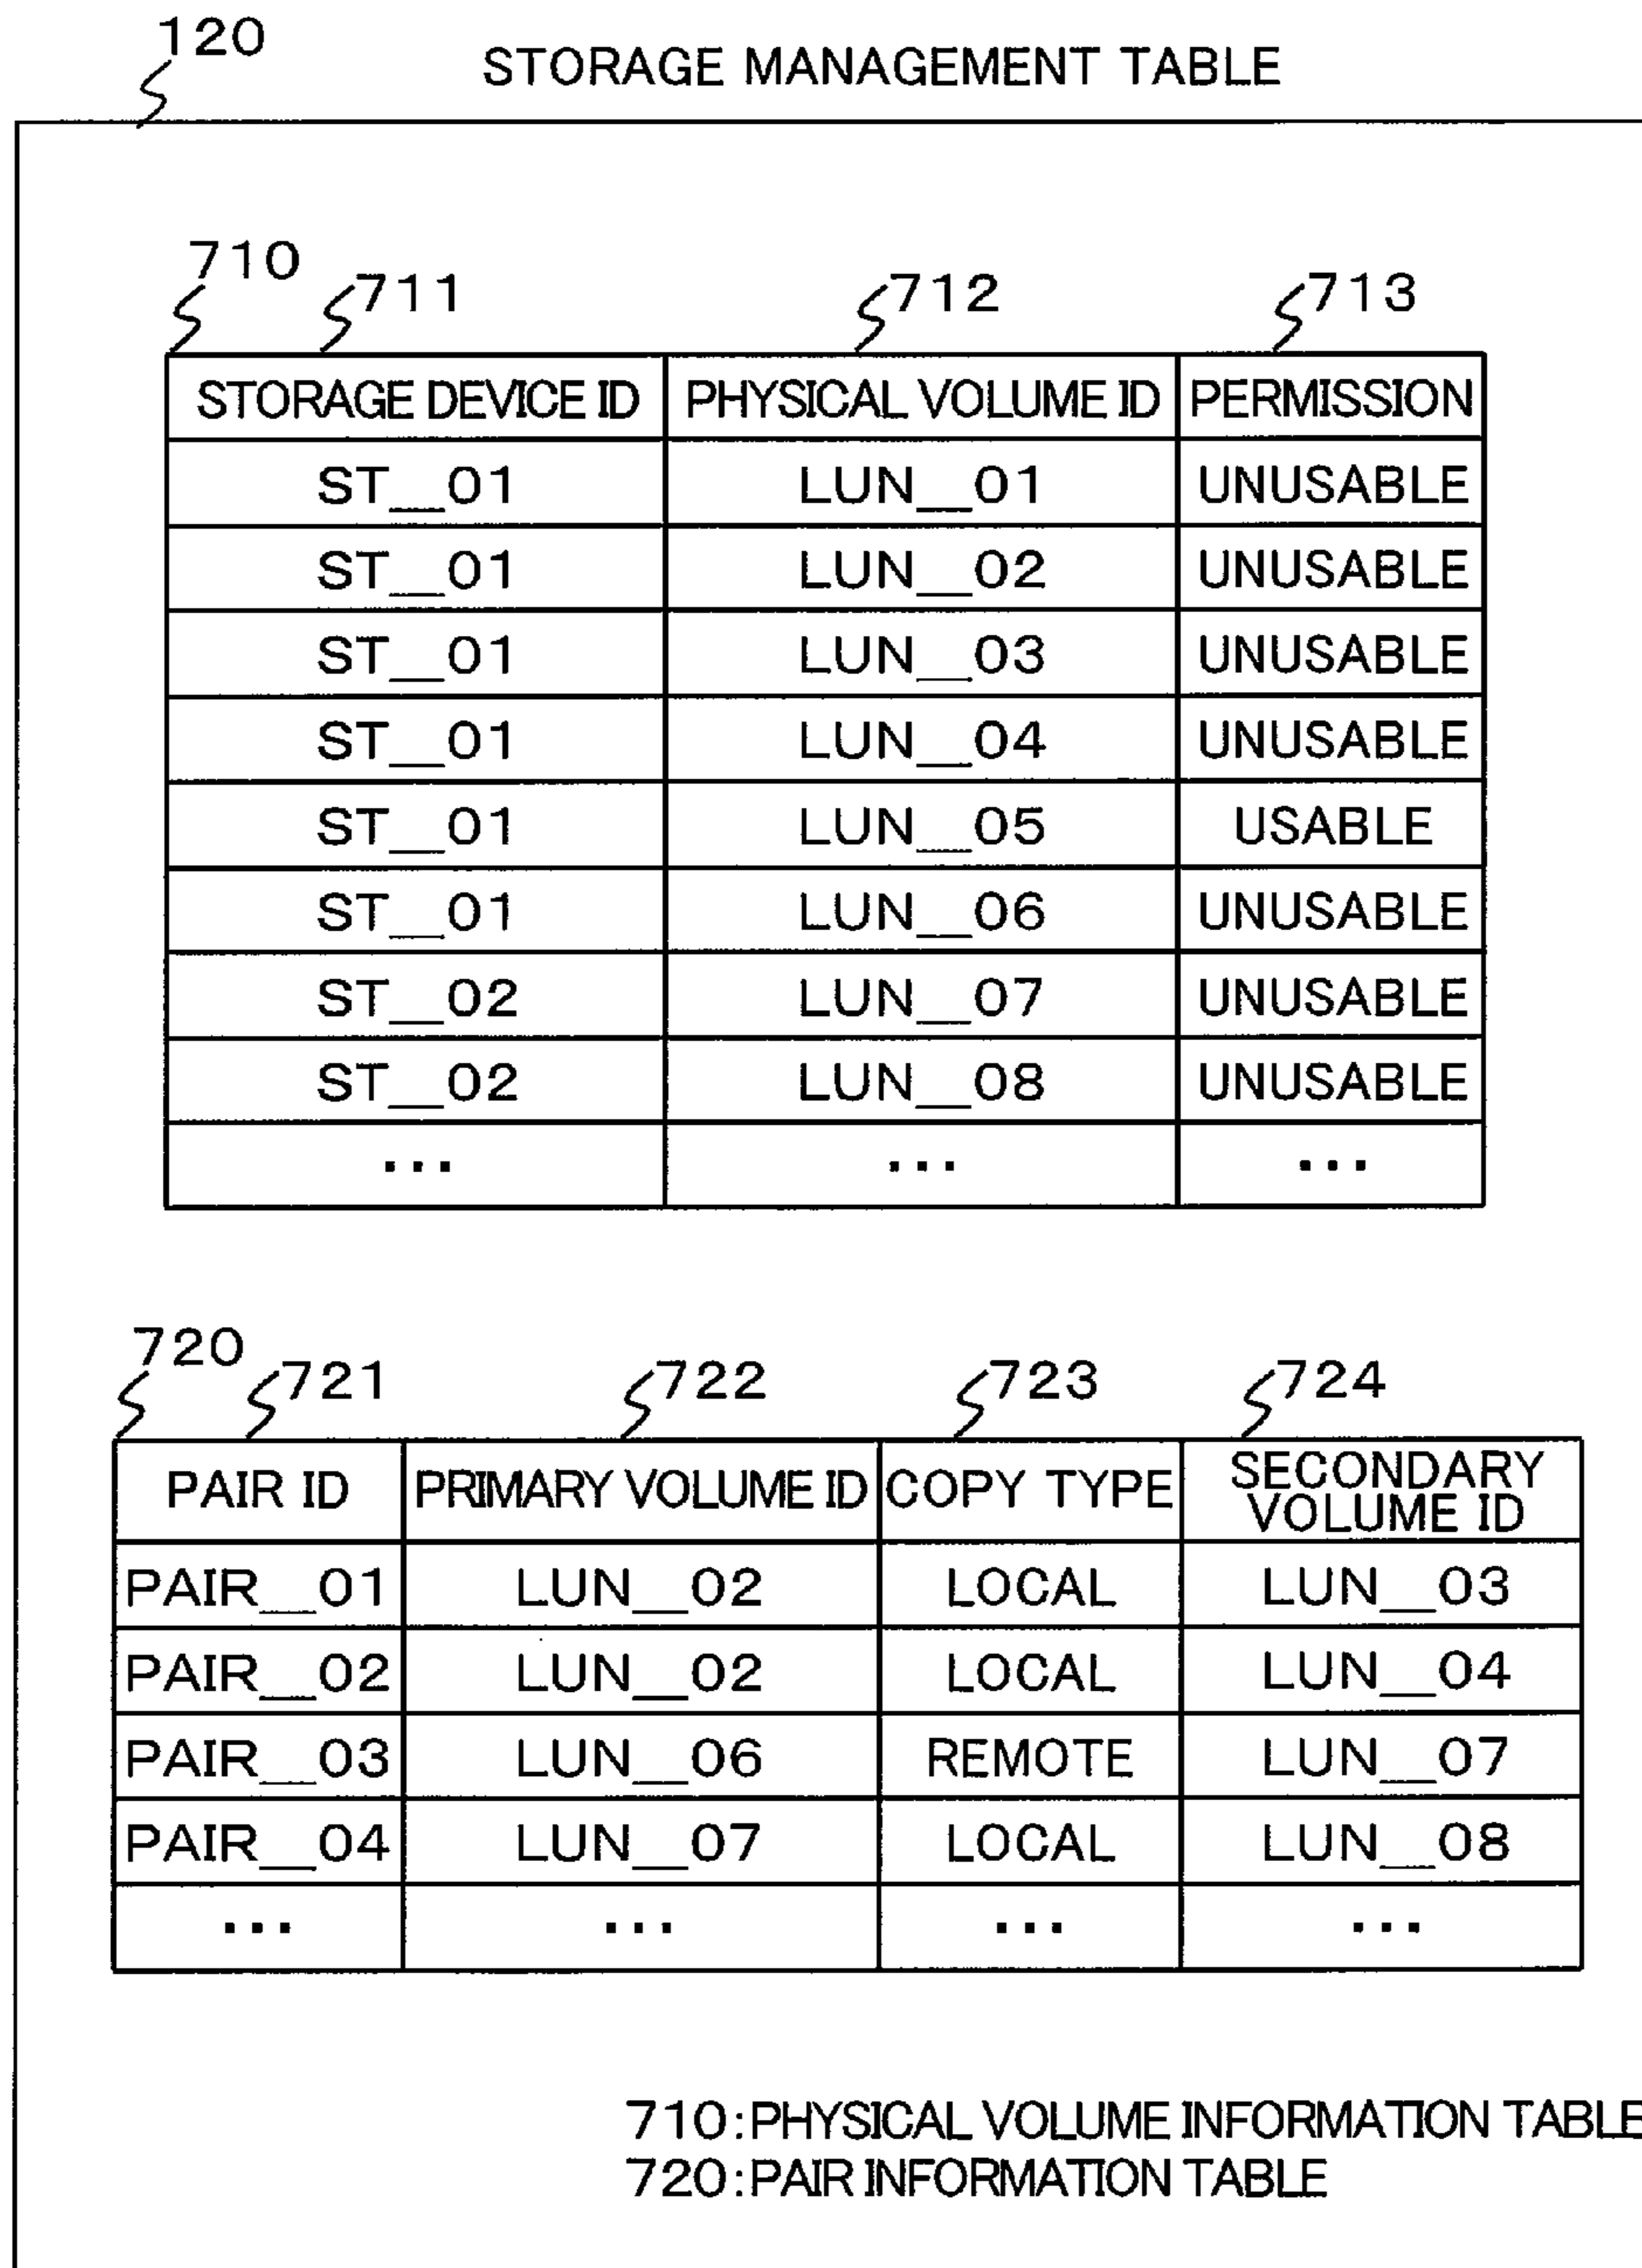 120
STORAGE MANAGEMENT TABLE
710 711 712 713
STORAGE DEVICE ID PHYSICAL VOLUME ID PERMISSION
ST__01 LUN__01 UNUSABLE
ST__01 LUN__02 UNUSABLE
ST__01 LUN__03 UNUSABLE
ST__01 LUN__04 UNUSABLE
ST__01 LUN__05 USABLE
ST__01 LUN__06 UNUSABLE
ST__02 LUN__07 UNUSABLE
ST__02 LUN__08 UNUSABLE
... ... ...
720 721 722 723 724
PAIR ID PRIMARY VOLUME ID COPY TYPE SECONDARY
VOLUME ID
PAIR__01 LUN__02 LOCAL LUN__03
PAIR__02 LUN__02 LOCAL LUN__04
PAIR__03 LUN__06 REMOTE LUN__07
PAIR__04 LUN__07 LOCAL LUN__08
... ... ... ...
710:PHYSICAL VOLUME INFORMATION TABLE
720:PAIR INFORMATION TABLE